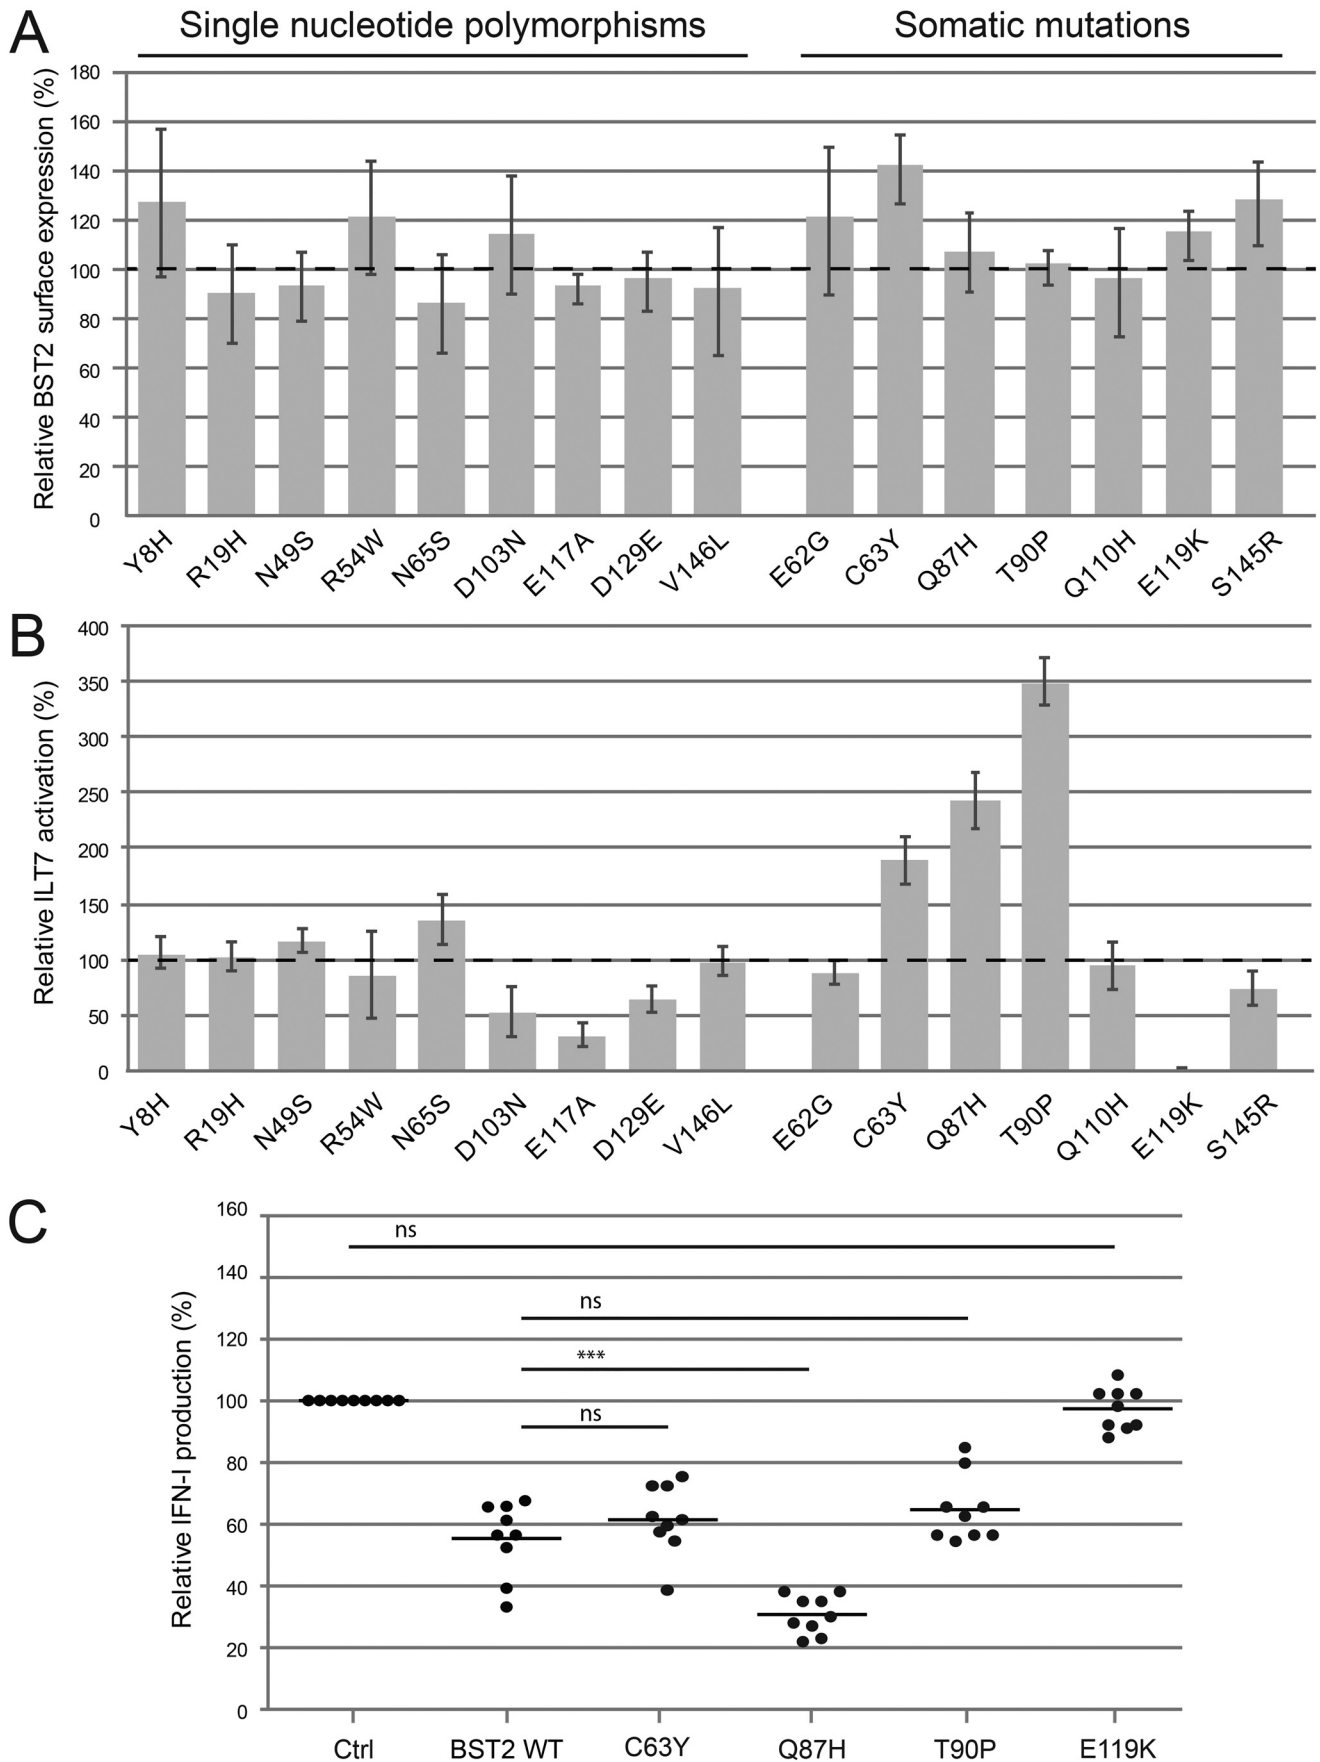 A
Single nucleotide polymorphisms
Somatic mutations
Relative BST2 surface expression (%)
180
160
140
120
100
80
60
40
20
0
Y8H
R19H
N49S
R54W
N65S
D103N
E117A
D129E
V146L
E62G
C63Y
Q87H
T90P
Q110H
E119K
S145R
B
Relative ILT7 activation (%)
400
350
300
250
200
150
100
50
0
Y8H
R19H
N49S
R54W
N65S
D103N
E117A
D129E
V146L
E62G
C63Y
Q87H
T90P
Q110H
E119K
S145R
C
Relative IFN-I production (%)
160
140
120
100
80
60
40
20
0
ns
ns
***
ns
Ctrl
BST2 WT
C63Y
Q87H
T90P
E119K